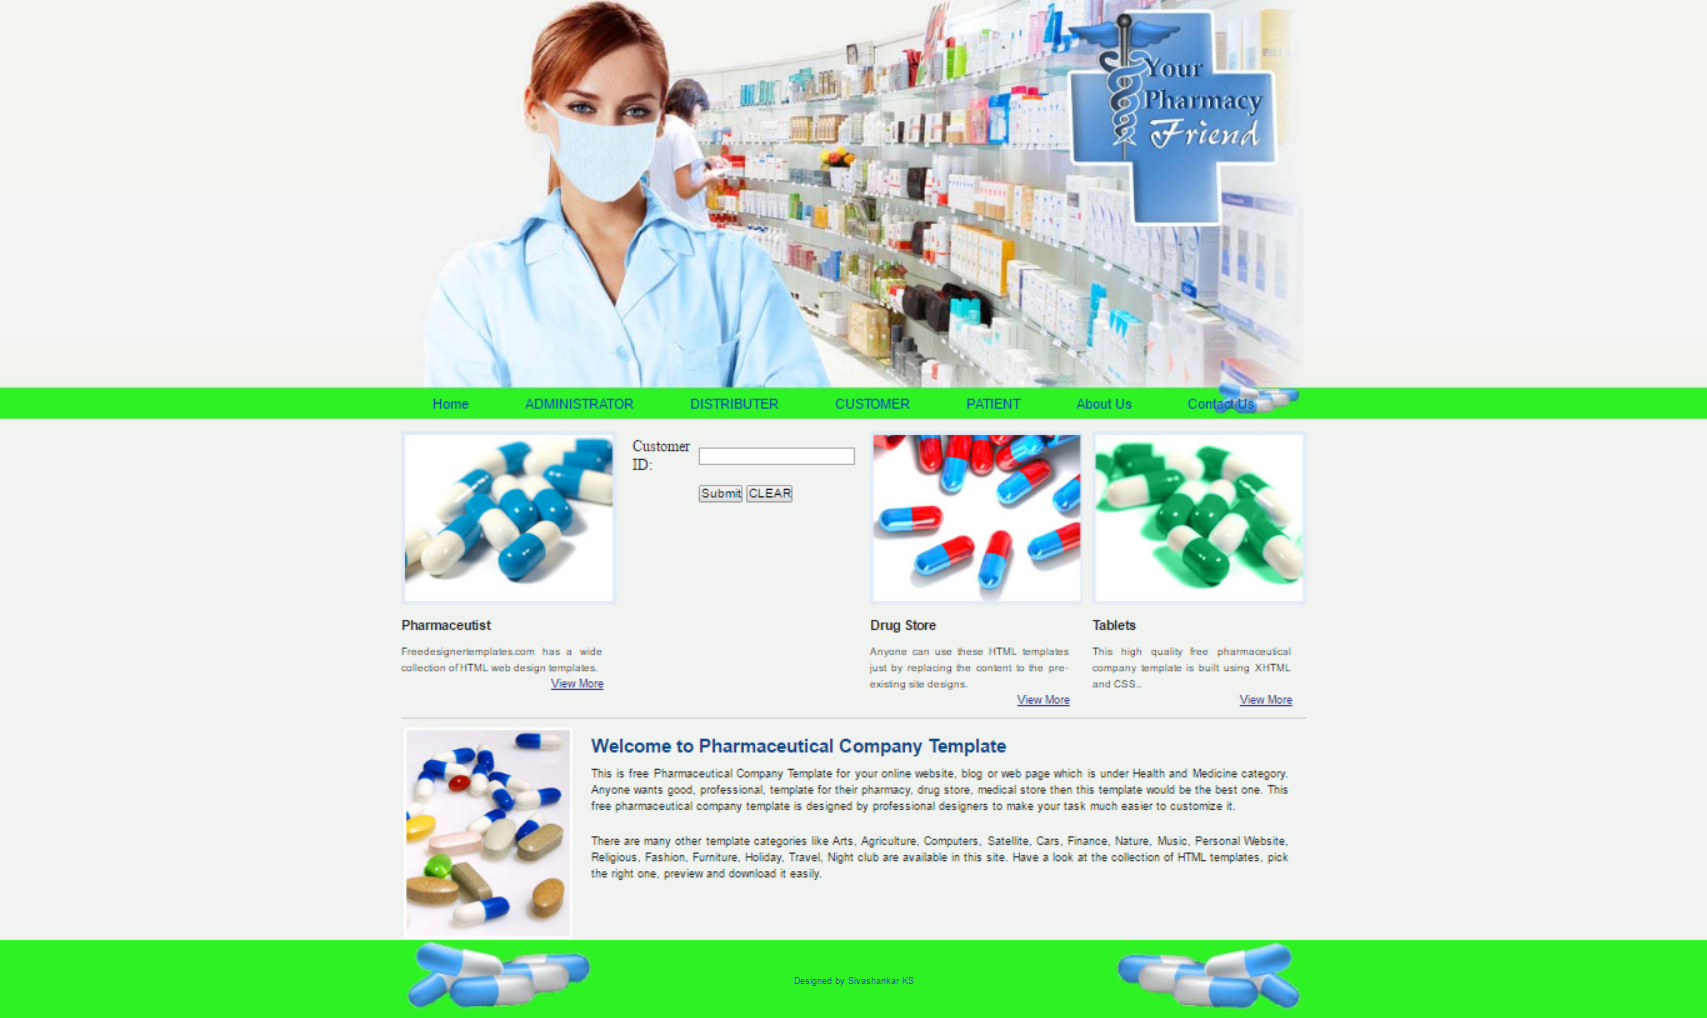 Your
Pharmacy
Friend
Home ADMINISTRATOR DISTRIBUTER CUSTOMER PATIENT About Us Contact Us
Customer
ID:
Submit CLEAR
Pharmaceutist
Freedesignertemplates.com has a wide
collection of HTML web design templates.
View More
Drug Store
Anyone can use these HTML templates
just by replacing the content to the pre-
existing site designs.
View More
Tablets
This high quality free pharmaceutical
company template is built using XHTML
and CSS..
View More
Welcome to Pharmaceutical Company Template
This is free Pharmaceutical Company Template for your online website, blog or web page which is under Health and Medicine category.
Anyone wants good, professional, template for their pharmacy, drug store, medical store then this template would be the best one. This
free pharmaceutical company template is designed by professional designers to make your task much easier to customize it.
There are many other template categories like Arts, Agriculture, Computers, Satellite, Cars, Finance, Nature, Music, Personal Website,
Religious, Fashion, Furniture, Holiday, Travel, Night club are available in this site. Have a look at the collection of HTML templates, pick
the right one, preview and download it easily.
Designed by Sivashankar KS